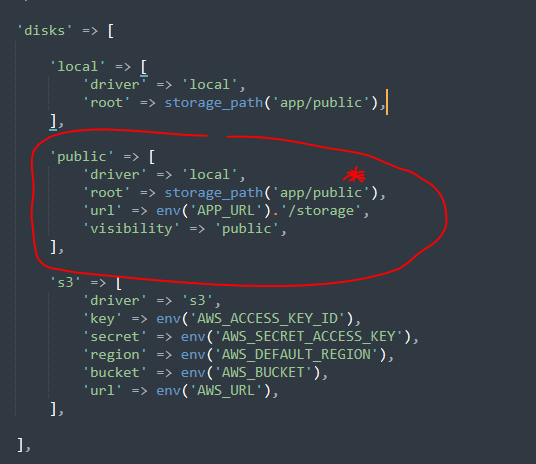 'disks' => [
'local' => [
'driver' => 'local',
'root' => storage_path('app/public'),
],
'public' => [
'driver' => 'local',
'root' => storage_path('app/public'),
'url' => env('APP_URL').'/storage',
'visibility' => 'public',
],
's3' => [
'driver' => 's3',
'key' => env('AWS_ACCESS_KEY_ID'),
'secret' => env('AWS_SECRET_ACCESS_KEY'),
'region' => env('AWS_DEFAULT_REGION'),
'bucket' => env('AWS_BUCKET'),
'url' => env('AWS_URL'),
],
],